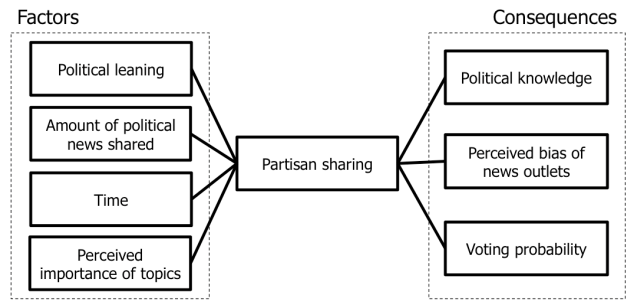 Factors
Political leaning
Amount of political
news shared
Time
Perceived
importance of topics
Partisan sharing
Consequences
Political knowledge
Perceived bias of
news outlets
Voting probability